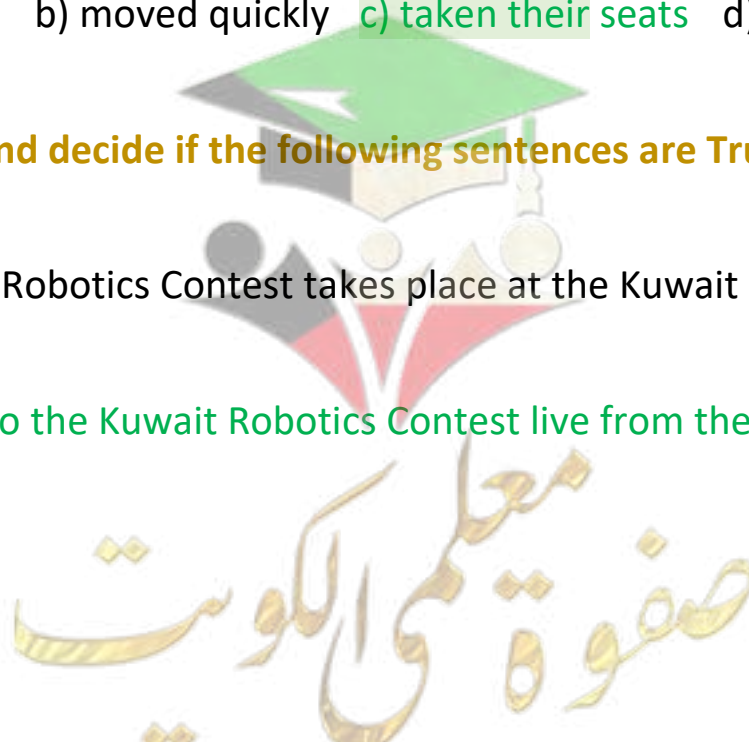 b) moved quickly c) taken their seats d)
nd decide if the following sentences are Tru
Robotics Contest takes place at the Kuwait
o the Kuwait Robotics Contest live from the
صفوة معلمى الكويت